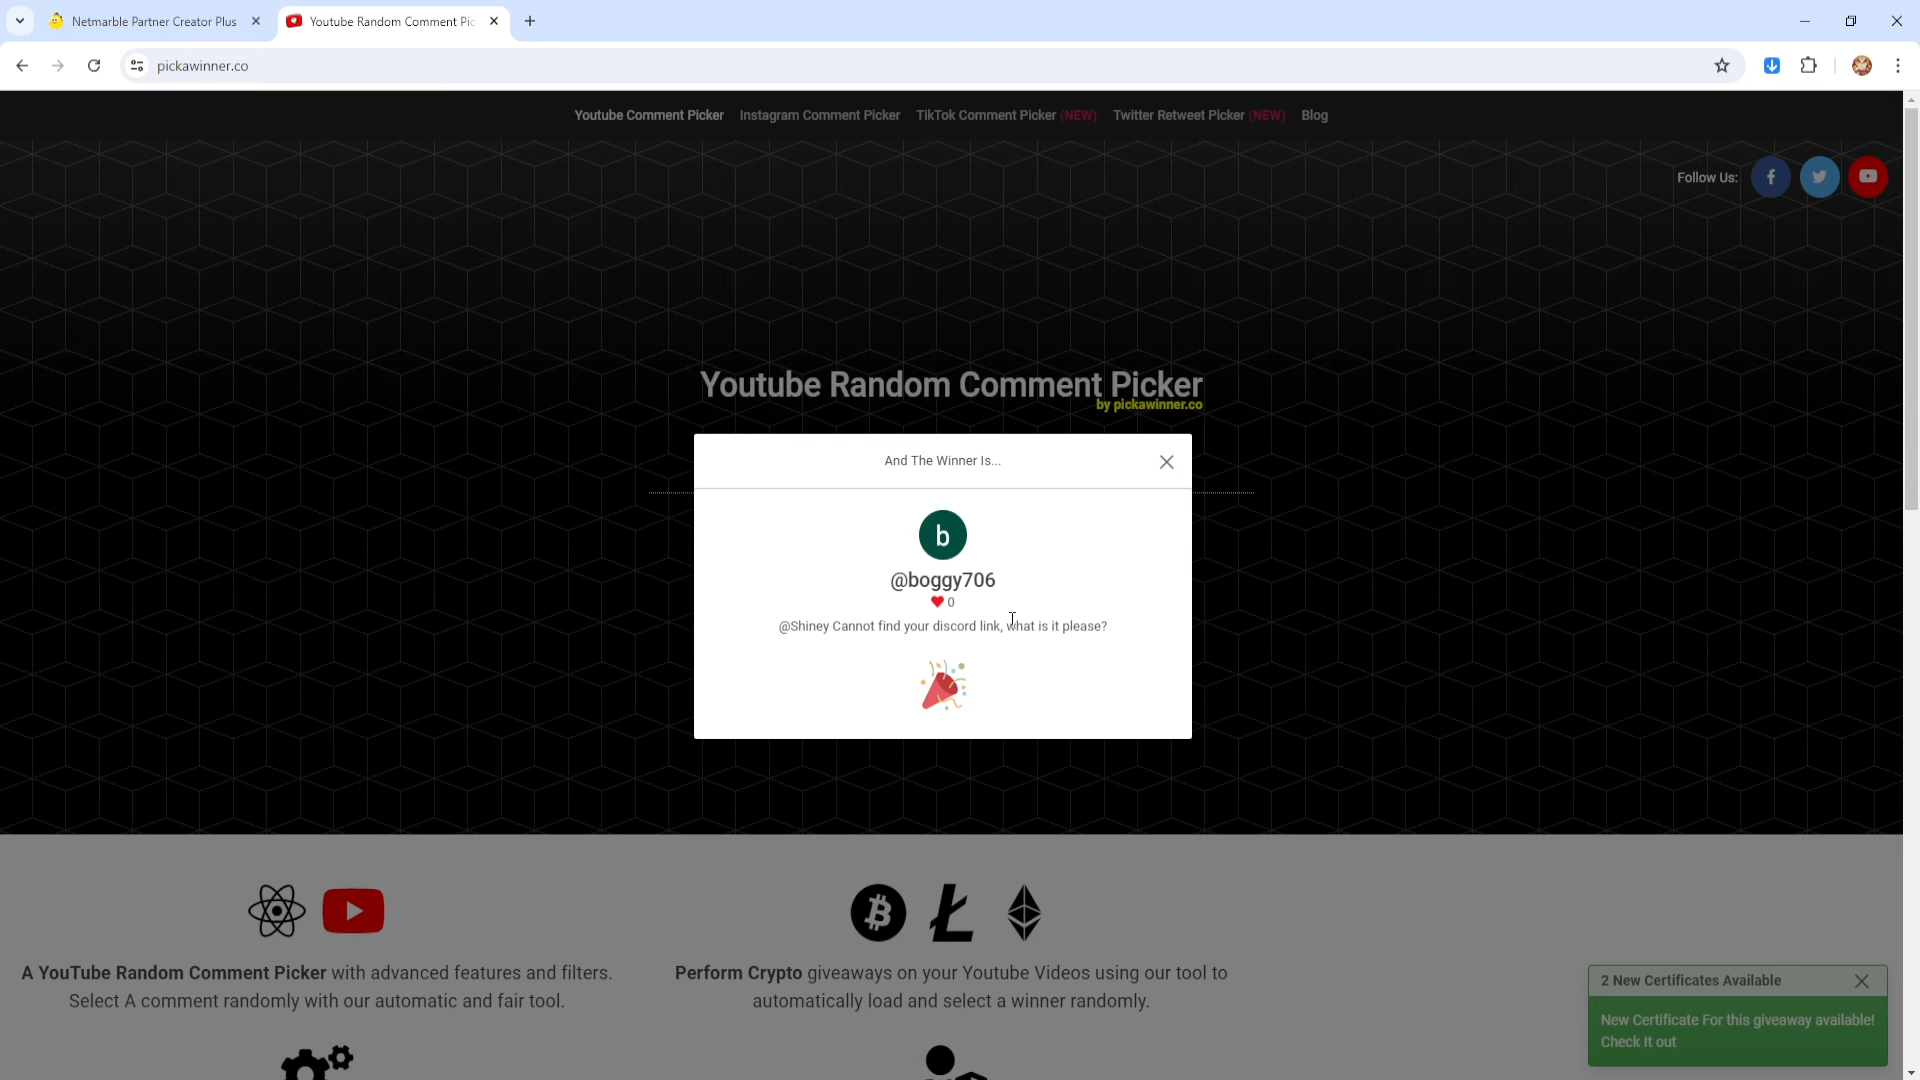 Netmarble Partner Creator Plus
Youtube Random Comment Pic
pickawinner.co
Youtube Comment Picker Instagram Comment Picker TikTok Comment Picker (NEW) Twitter Retweet Picker (NEW) Blog
Follow Us:
Youtube Random Comment Picker
by pickawinner.co
And The Winner Is...
b
@boggy706
0
@Shiney Cannot find your discord link, what is it please?
A YouTube Random Comment Picker with advanced features and filters.
Select A comment randomly with our automatic and fair tool.
Perform Crypto giveaways on your Youtube Videos using our tool to
automatically load and select a winner randomly.
2 New Certificates Available
New Certificate For this giveaway available!
Check It out